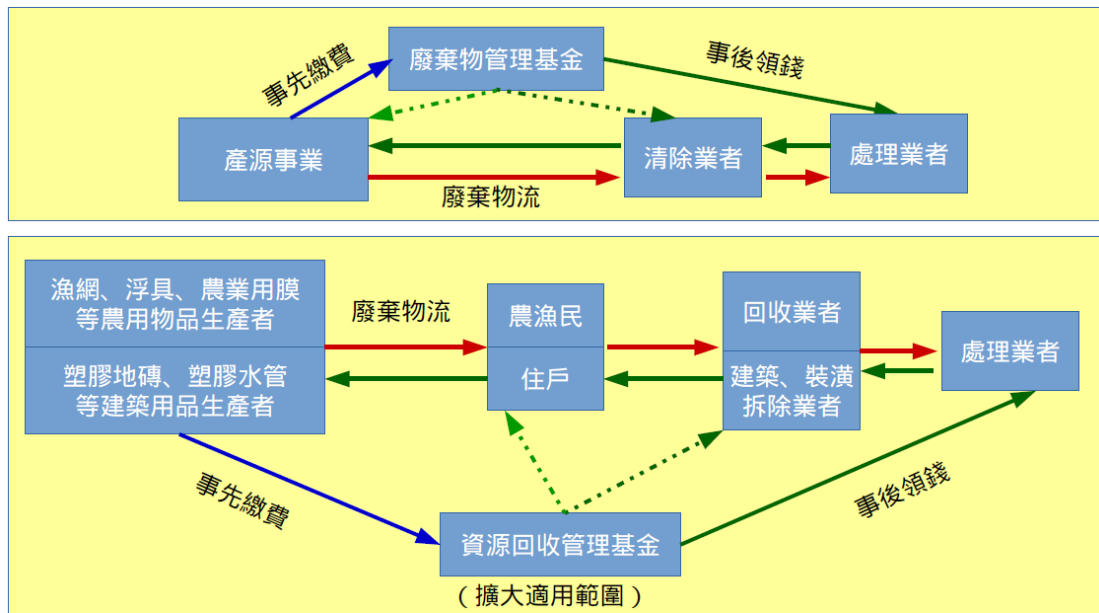 廢棄物管理基金
事先繳費
事後領錢
產源事業
清除業者
處理業者
廢棄物流
漁網、浮具、農業用膜
等農用物品生產者
塑膠地磚、塑膠水管
等建築用品生產者
廢棄物流
農漁民
住戶
回收業者
建築、裝潢
拆除業者
處理業者
事先繳費
事後領錢
資源回收管理基金
(擴大適用範圍)